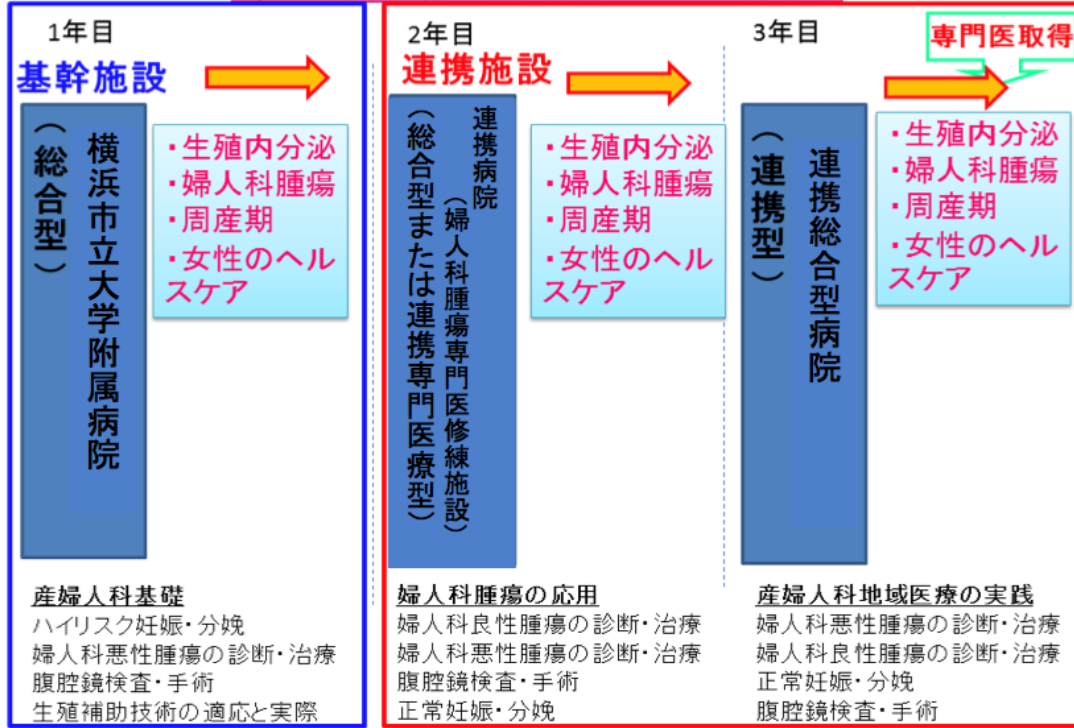 1年目
基幹施設
横浜市立大学附属病院
（総合型）
・生殖内分泌
・婦人科腫瘍
・周産期
・女性のヘル
スケア
産婦人科基礎
ハイリスク妊娠・分娩
婦人科悪性腫瘍の診断・治療
腹腔鏡検査・手術
生殖補助技術の適応と実際
2年目
連携施設
連携病院
（婦人科腫瘍専門医修練施設）
（総合型または連携専門医療型）
・生殖内分泌
・婦人科腫瘍
・周産期
・女性のヘル
スケア
婦人科腫瘍の応用
婦人科良性腫瘍の診断・治療
婦人科悪性腫瘍の診断・治療
腹腔鏡検査・手術
正常妊娠・分娩
3年目
専門医取得
連携総合型病院
（連携型）
・生殖内分泌
・婦人科腫瘍
・周産期
・女性のヘル
スケア
産婦人科地域医療の実践
婦人科悪性腫瘍の診断・治療
婦人科良性腫瘍の診断・治療
正常妊娠・分娩
腹腔鏡検査・手術